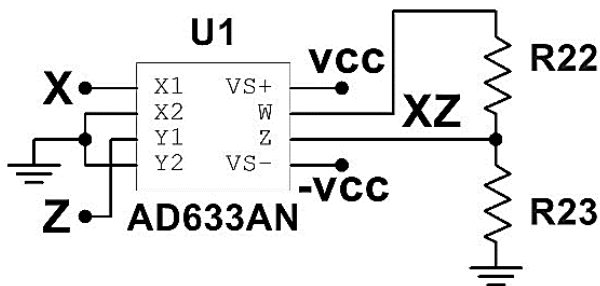 U1
X
X1
X2
Y1
Y2
VS+
W
Z
VS-
vcc
-vcc
XZ
Z
AD633AN
R22
R23